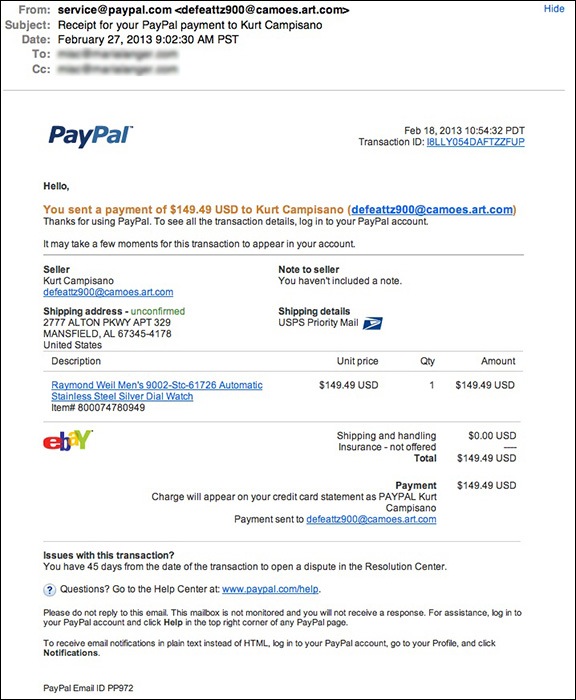 From: service@paypal.com <defeattz900@camoes.art.com> Hide
Subject: Receipt for your PayPal payment to Kurt Campisano
Date: February 27, 2013 9:02:30 AM PST
To:
Cc:
PayPal
Feb 18, 2013 10:54:32 PDT
Transaction ID: I8LLY054DAFTZZFUP
Hello,
You sent a payment of $149.49 USD to Kurt Campisano (defeattz900@camoes.art.com)
Thanks for using PayPal. To see all the transaction details, log in to your PayPal account.
It may take a few moments for this transaction to appear in your account.
Seller
Kurt Campisano
defeattz900@camoes.art.com
Note to seller
You haven't included a note.
Shipping address - unconfirmed
2777 ALTON PKWY APT 329
MANSFIELD, AL 67345-4178
United States
Shipping details
USPS Priority Mail
Description Unit price Qty Amount
Raymond Weil Men's 9002-Stc-61726 Automatic $149.49 USD 1 $149.49 USD
Stainless Steel Silver Dial Watch
Item# 800074780949
ebaY
Shipping and handling $0.00 USD
Insurance - not offered ----
Total $149.49 USD
Payment $149.49 USD
Charge will appear on your credit card statement as PAYPAL Kurt
Campisano
Payment sent to defeattz900@camoes.art.com
Issues with this transaction?
You have 45 days from the date of the transaction to open a dispute in the Resolution Center.
? Questions? Go to the Help Center at: www.paypal.com/help.
Please do not reply to this email. This mailbox is not monitored and you will not receive a response. For assistance, log in to
your PayPal account and click Help in the top right corner of any PayPal page.
To receive email notifications in plain text instead of HTML, log in to your PayPal account, go to your Profile, and click
Notifications.
PayPal Email ID PP972